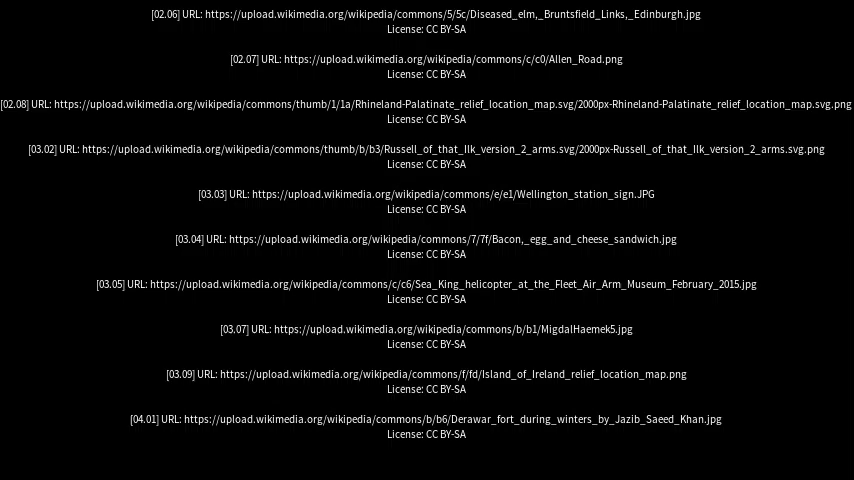 [02.06] URL: https://upload.wikimedia.org/wikipedia/commons/5/5c/Diseased_elm,_Bruntsfield_Links,_Edinburgh.jpg
License: CC BY-SA
[02.07] URL: https://upload.wikimedia.org/wikipedia/commons/c/c0/Allen_Road.png
License: CC BY-SA
[02.08] URL: https://upload.wikimedia.org/wikipedia/commons/thumb/1/1a/Rhineland-Palatinate_relief_location_map.svg/2000px-Rhineland-Palatinate_relief_location_map.svg.png
License: CC BY-SA
[03.02] URL: https://upload.wikimedia.org/wikipedia/commons/thumb/b/b3/Russell_of_that_Ilk_version_2_arms.svg/2000px-Russell_of_that_Ilk_version_2_arms.svg.png
License: CC BY-SA
[03.03] URL: https://upload.wikimedia.org/wikipedia/commons/e/e1/Wellington_station_sign.JPG
License: CC BY-SA
[03.04] URL: https://upload.wikimedia.org/wikipedia/commons/7/7f/Bacon,_egg_and_cheese_sandwich.jpg
License: CC BY-SA
[03.05] URL: https://upload.wikimedia.org/wikipedia/commons/c/c6/Sea_King_helicopter_at_the_Fleet_Air_Arm_Museum_February_2015.jpg
License: CC BY-SA
[03.07] URL: https://upload.wikimedia.org/wikipedia/commons/b/b1/MigdalHaemek5.jpg
License: CC BY-SA
[03.09] URL: https://upload.wikimedia.org/wikipedia/commons/f/fd/Island_of_Ireland_relief_location_map.png
License: CC BY-SA
[04.01] URL: https://upload.wikimedia.org/wikipedia/commons/b/b6/Derawar_fort_during_winters_by_Jazib_Saeed_Khan.jpg
License: CC BY-SA